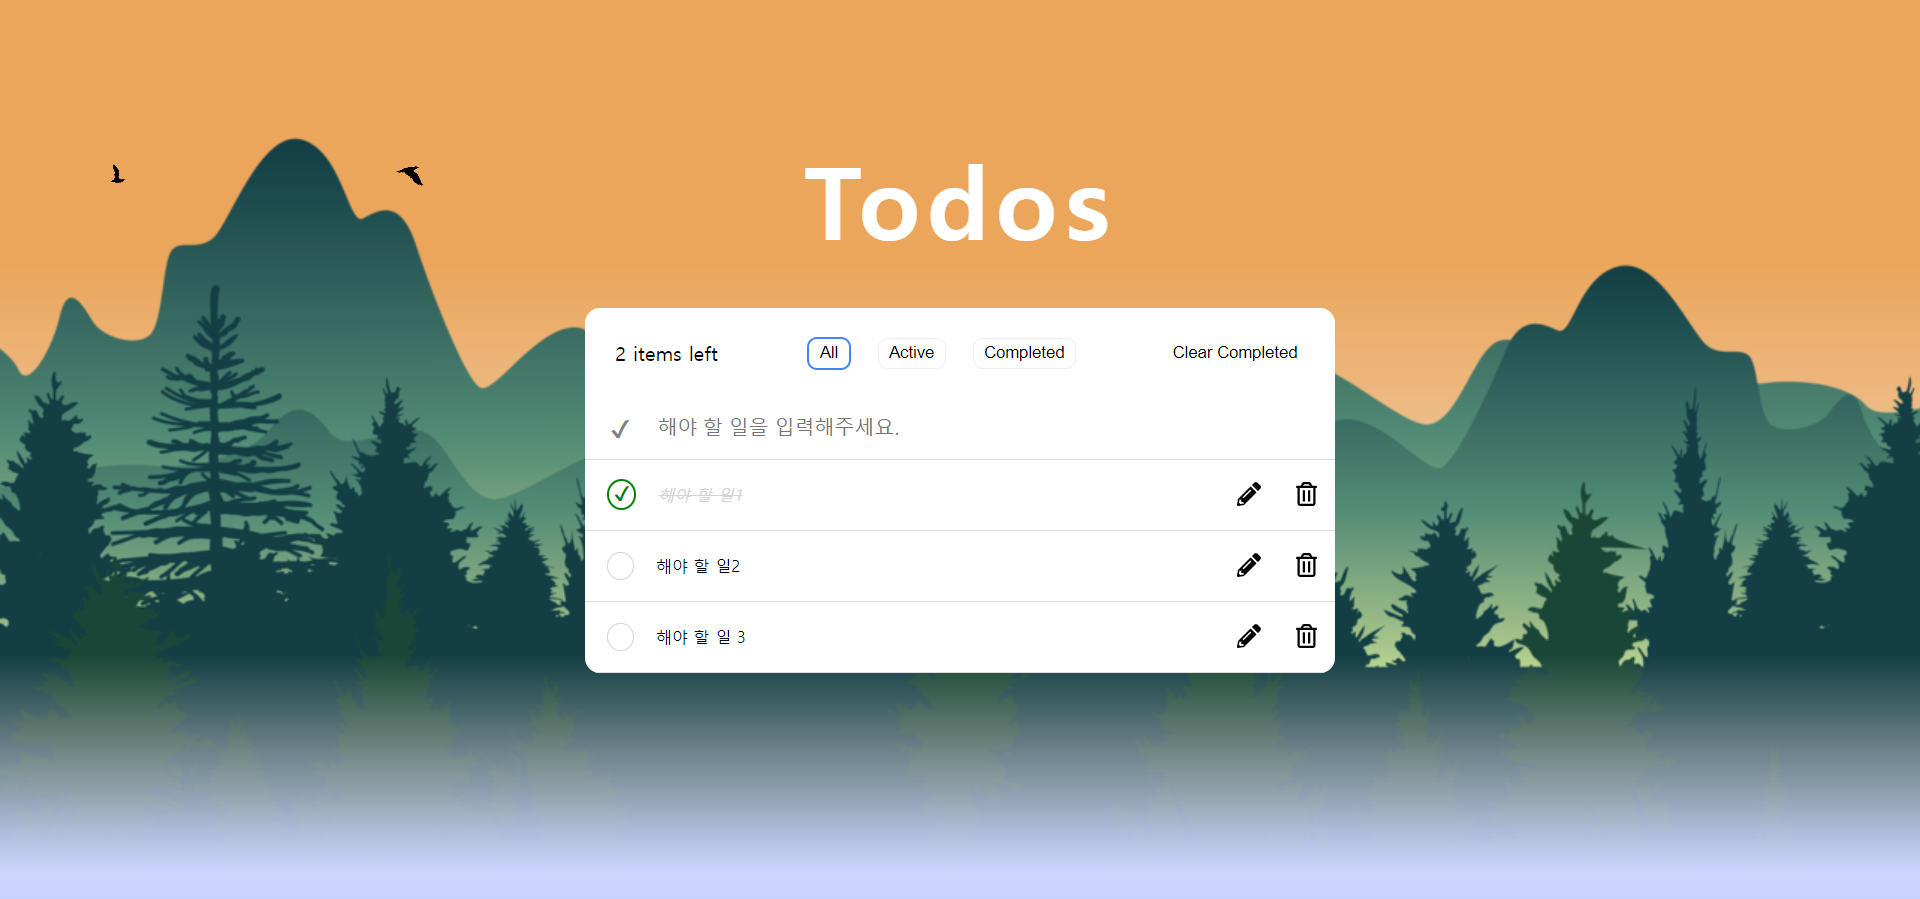 Todos
2 items left All Active Completed Clear Completed
해야 할 일을 입력해주세요.
해야 할 일1
해야 할 일2
해야 할 일 3